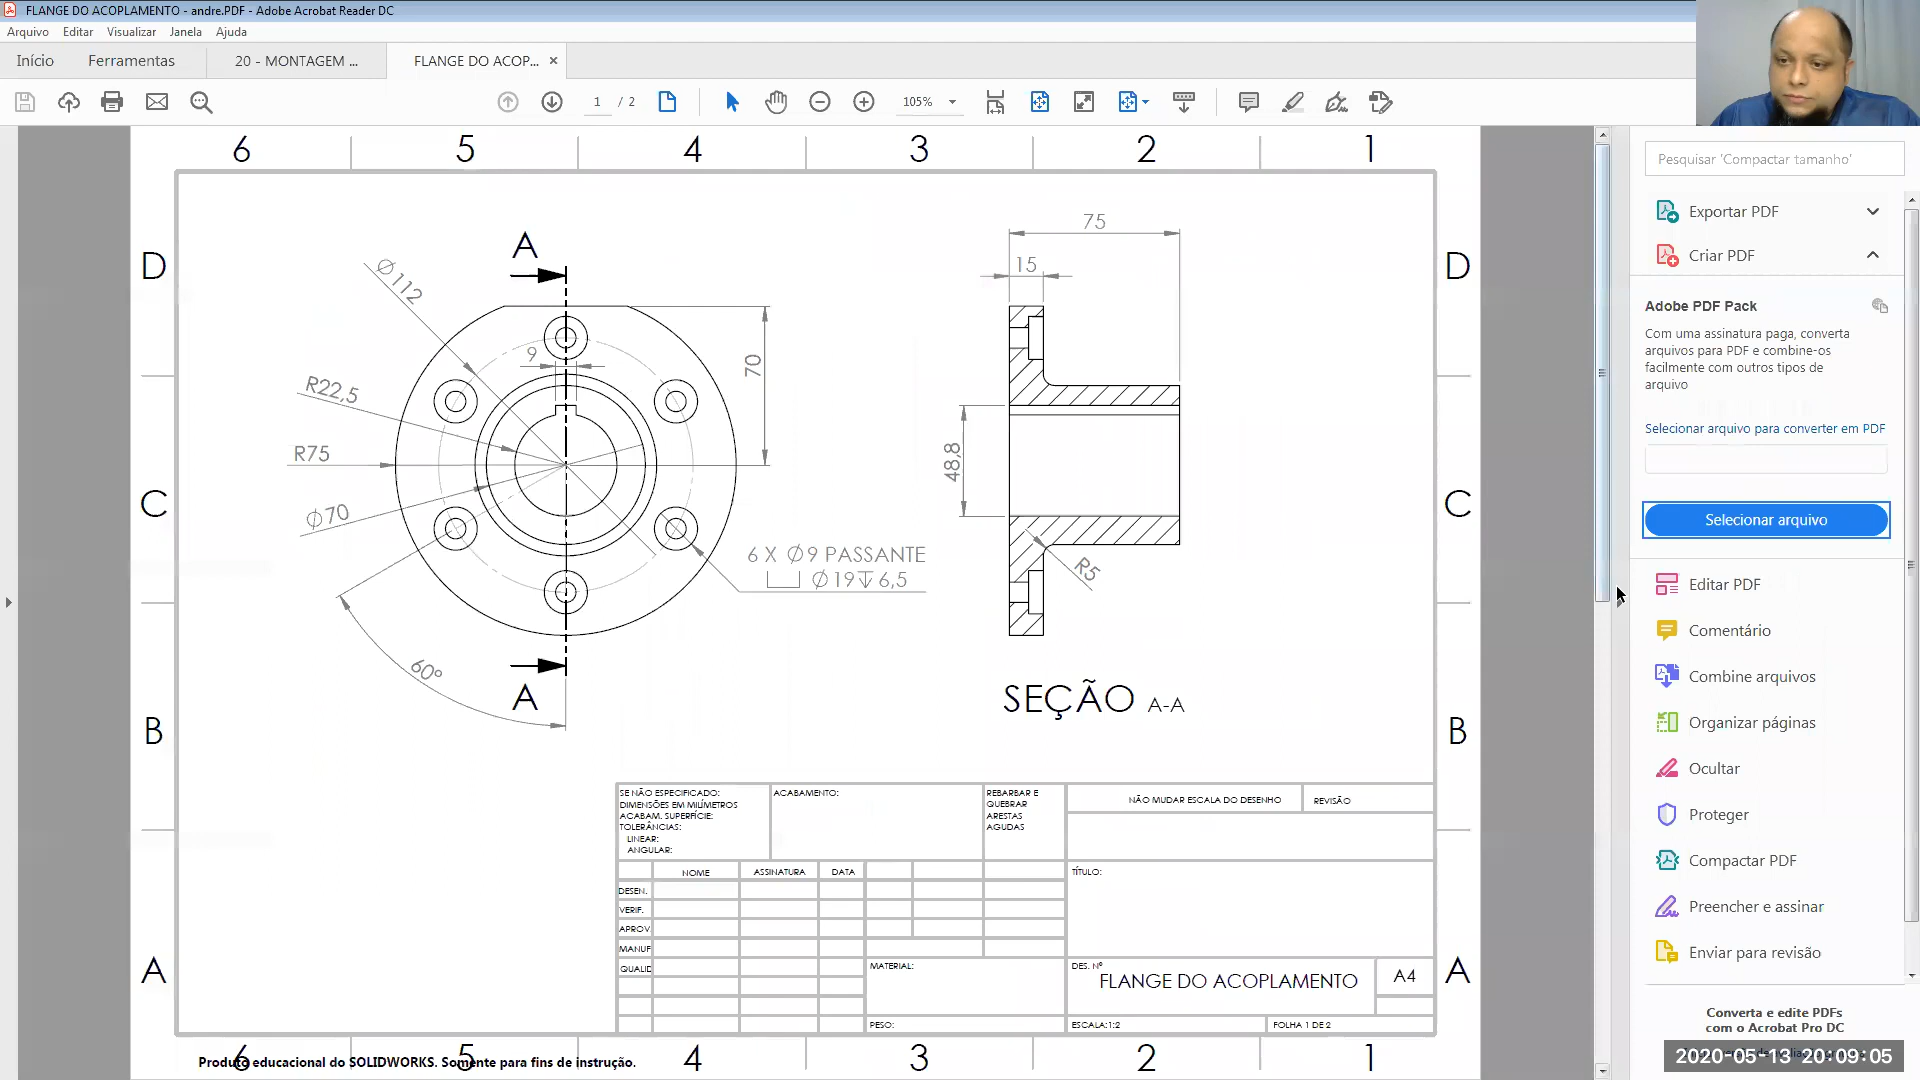 FLANGE DO ACOPLAMENTO - andre.PDF - Adobe Acrobat Reader DC
Arquivo Editar Visualizar Janela Ajuda
Início Ferramentas 20 - MONTAGEM ... FLANGE DO ACOP... ×
1 / 2 105%
Pesquisar 'Compactar tamanho'
Exportar PDF
Criar PDF
Adobe PDF Pack
Com uma assinatura paga, converta
arquivos para PDF e combine-os
facilmente com outros tipos de
arquivo
Selecionar arquivo para converter em PDF
Selecionar arquivo
Editar PDF
Comentário
Combine arquivos
Organizar páginas
Ocultar
Proteger
Compactar PDF
Preencher e assinar
Enviar para revisão
Converta e edite PDFs
com o Acrobat Pro DC
2020-05-13 20:09:05
6 5 4 3 2 1
D D
C C
B B
A A
A
Ø112
9
R22,5
R75
Ø70
70
60º
A
6 X Ø9 PASSANTE
⌴ Ø19↧6,5
75
15
48,8
R5
SEÇÃO A-A
SE NÃO ESPECIFICADO:
DIMENSÕES EM MILÍMETROS
ACABAM. SUPERFÍCIE:
TOLERÂNCIAS:
LINEAR:
ANGULAR:
ACABAMENTO:
REBARBAR E
QUEBRAR
ARESTAS
AGUDAS
NÃO MUDAR ESCALA DO DESENHO REVISÃO
NOME ASSINATURA DATA
DESEN.
VERIF.
APROV.
MANUF
QUALID
TÍTULO:
MATERIAL:
DES. Nº
FLANGE DO ACOPLAMENTO A4
PESO: ESCALA:1:2 FOLHA 1 DE 2
Produto educacional do SOLIDWORKS. Somente para fins de instrução.
6 5 4 3 2 1